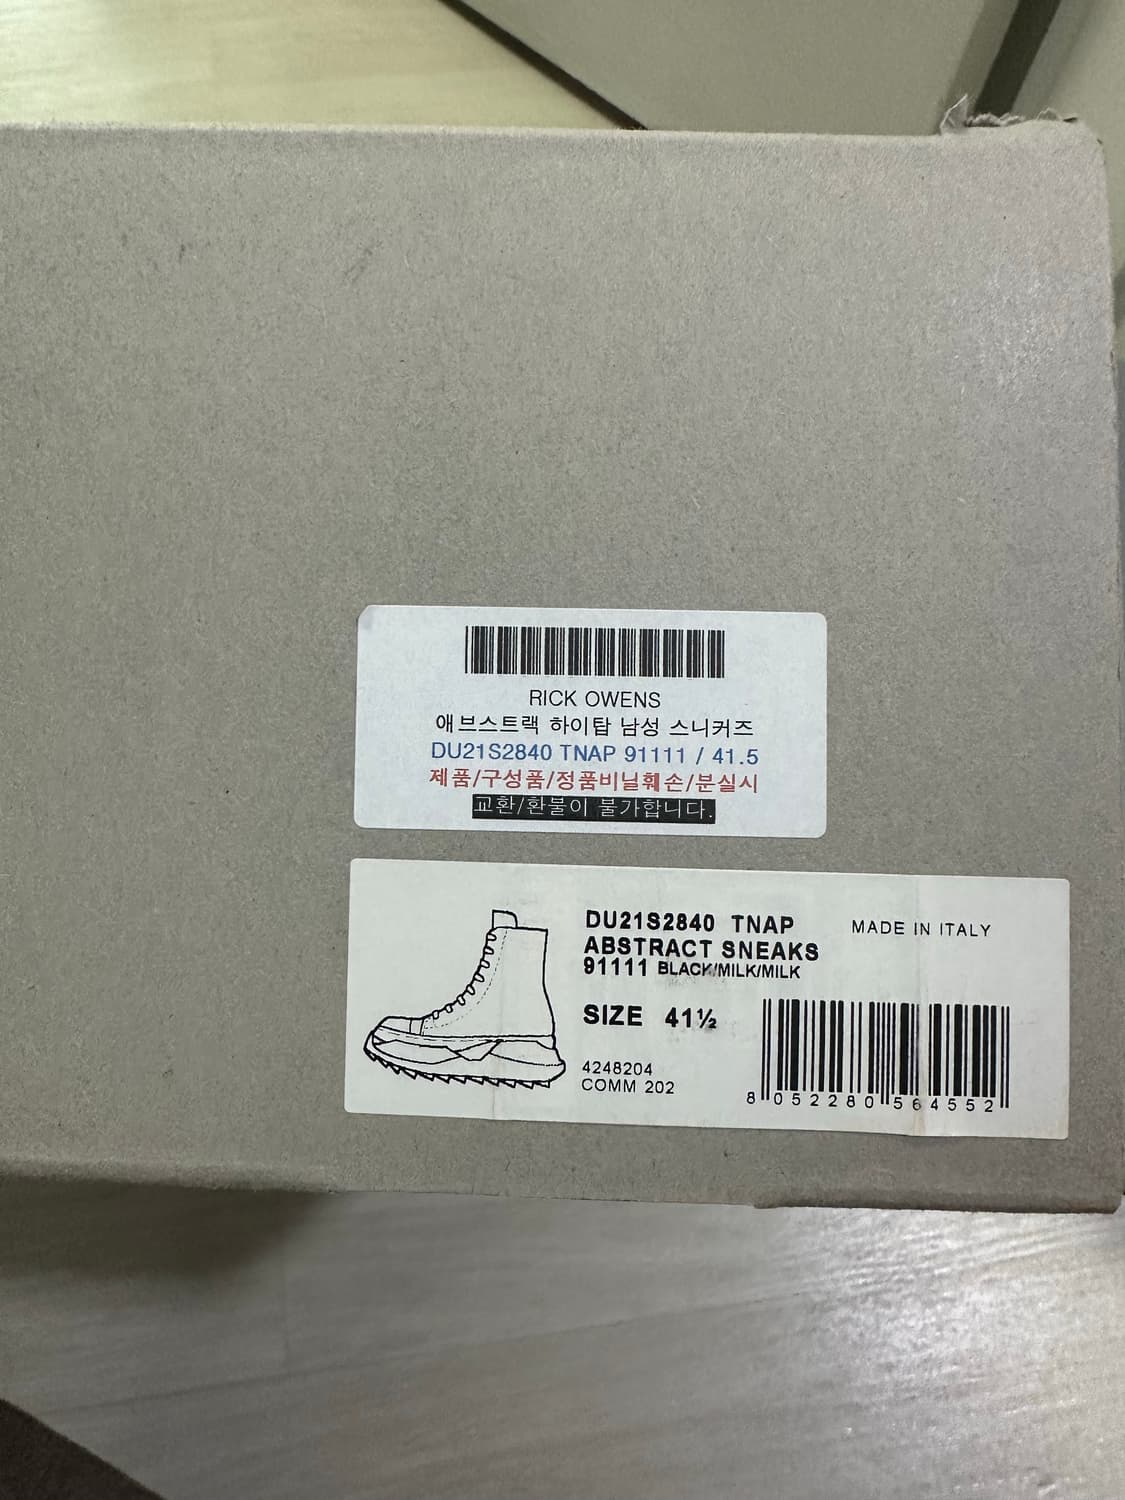 RICK OWENS
애브스트랙 하이탑 남성 스니커즈
DU21S2840 TNAP 91111 / 41.5
제품/구성품/정품비닐훼손/분실시
교환/환불이 불가합니다.
DU21S2840 TNAP
MADE IN ITALY
ABSTRACT SNEAKS
91111 BLACK/MILK/MILK
SIZE 41½
4248204
COMM 202
8 052280 564552